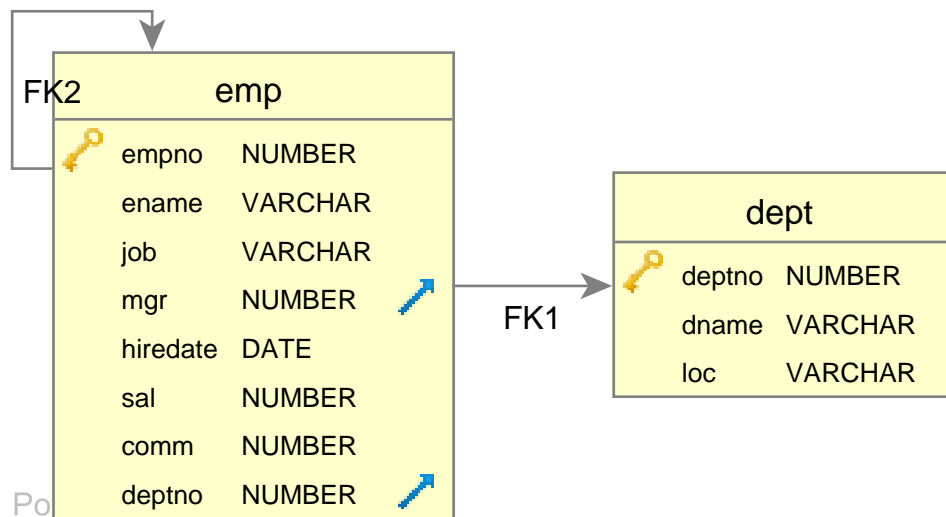 FK2
emp
empno NUMBER
ename VARCHAR
job VARCHAR
mgr NUMBER
hiredate DATE
sal NUMBER
comm NUMBER
deptno NUMBER
FK1
dept
deptno NUMBER
dname VARCHAR
loc VARCHAR